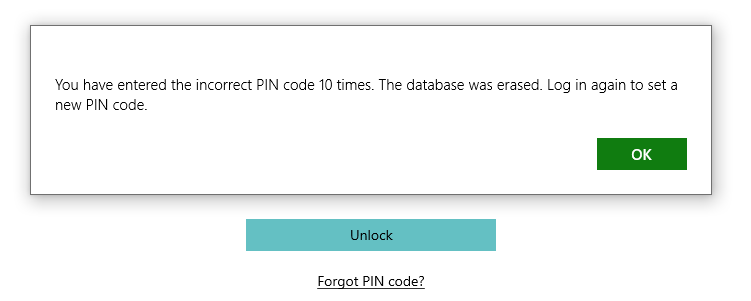 You have entered the incorrect PIN code 10 times. The database was erased. Log in again to set a
new PIN code.
OK
Unlock
Forgot PIN code?